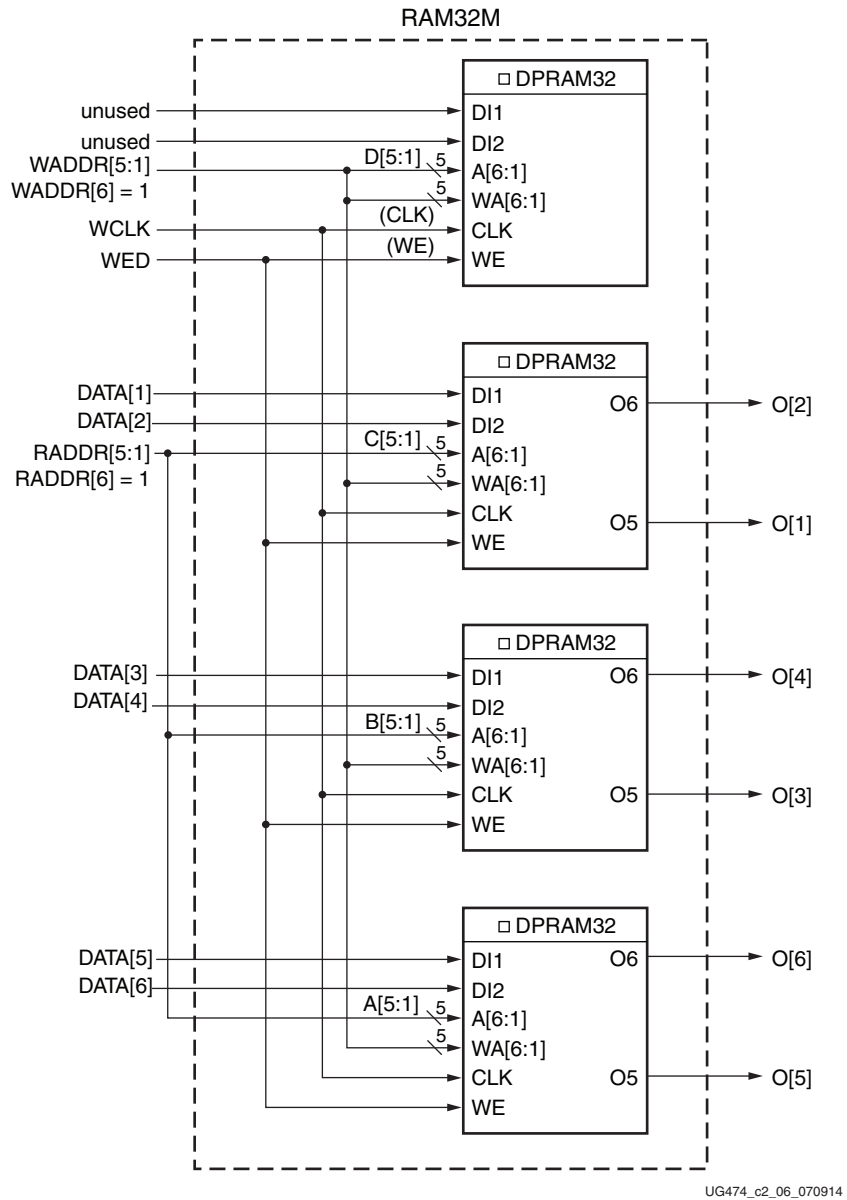 RAM32M
DPRAM32
unused DI1
unused DI2
WADDR[5:1] D[5:1] 5 A[6:1]
WADDR[6] = 1 5 WA[6:1]
WCLK (CLK) CLK
WED (WE) WE
DPRAM32
DATA[1] DI1 O6 O[2]
DATA[2] DI2
RADDR[5:1] C[5:1] 5 A[6:1]
RADDR[6] = 1 5 WA[6:1]
CLK O5 O[1]
WE
DPRAM32
DATA[3] DI1 O6 O[4]
DATA[4] DI2
B[5:1] 5 A[6:1]
5 WA[6:1]
CLK O5 O[3]
WE
DPRAM32
DATA[5] DI1 O6 O[6]
DATA[6] DI2
A[5:1] 5 A[6:1]
5 WA[6:1]
CLK O5 O[5]
WE
UG474_c2_06_070914